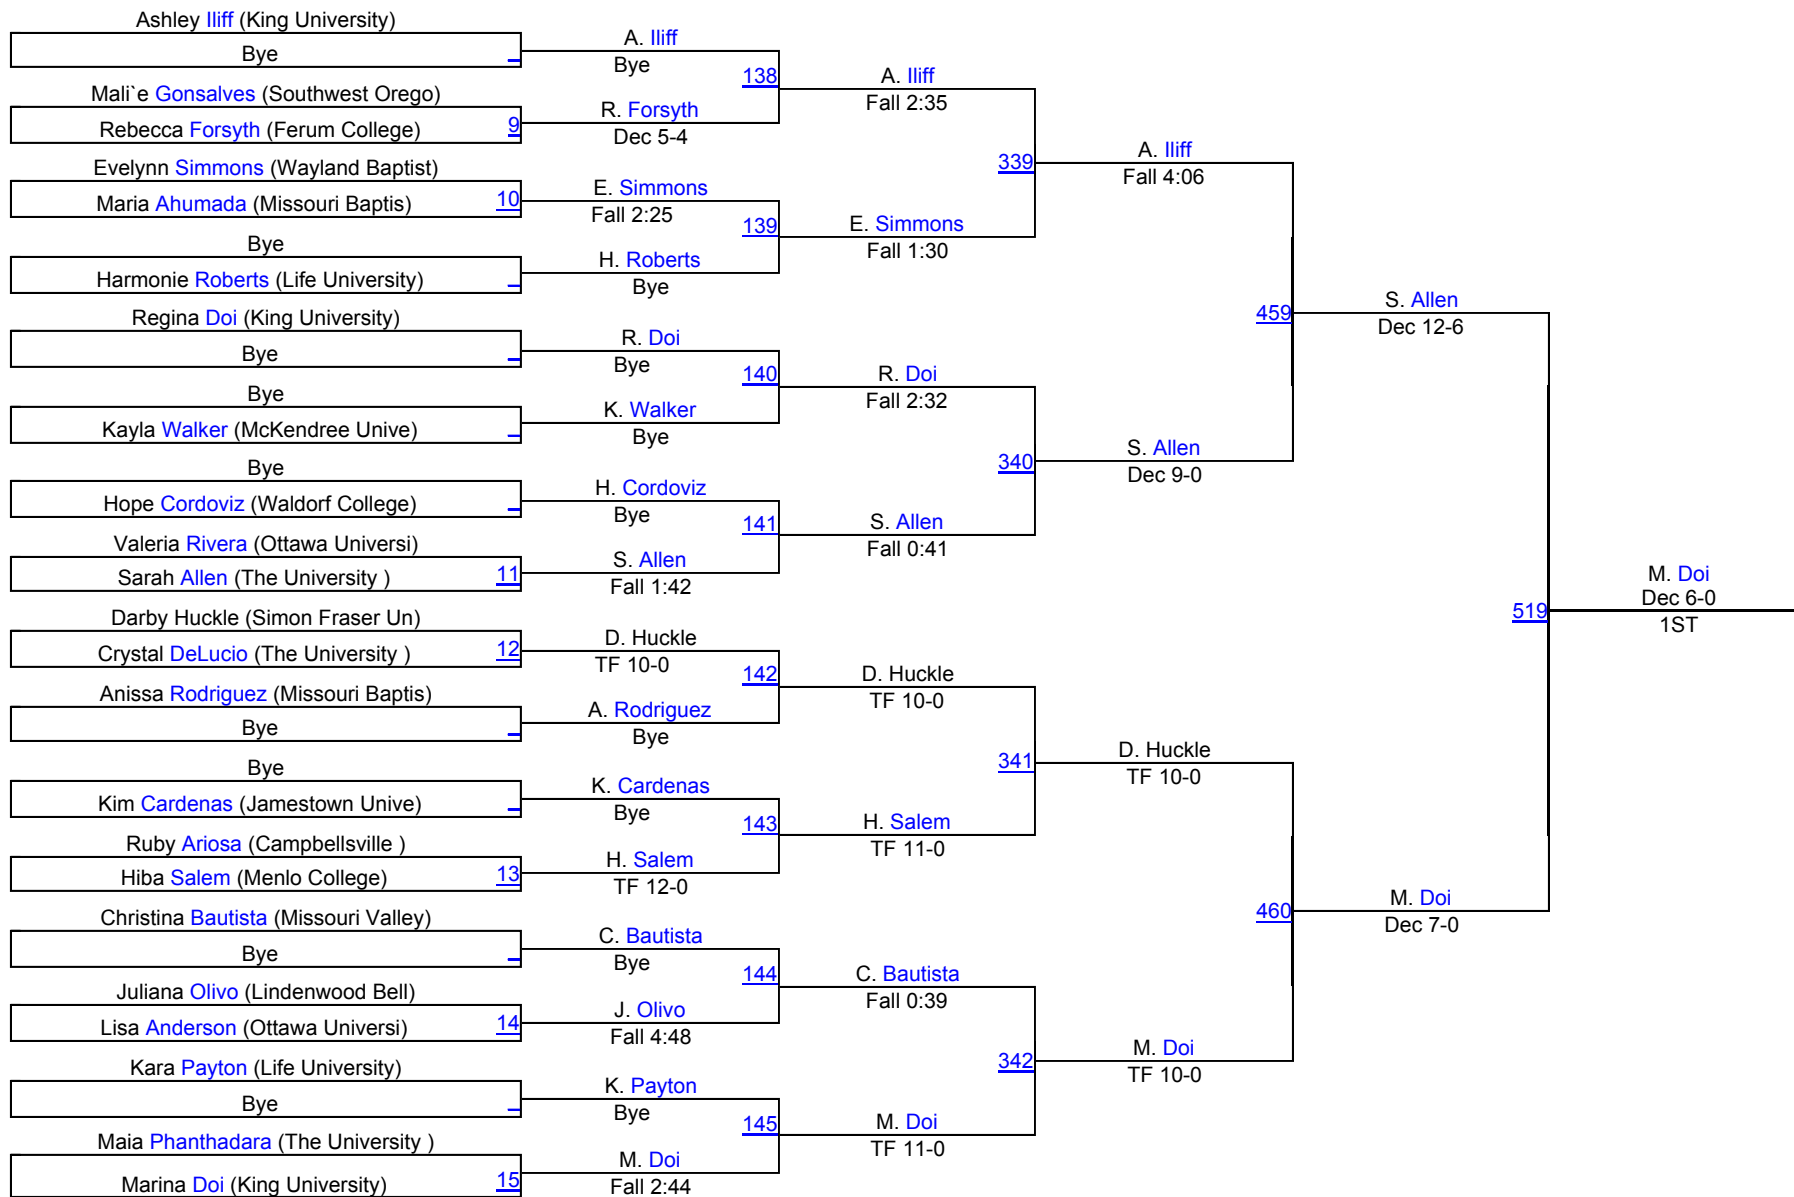 Ashley Iliff (King University)
Bye
Mali`e Gonsalves (Southwest Orego)
Rebecca Forsyth (Ferum College) 9
Evelynn Simmons (Wayland Baptist)
Maria Ahumada (Missouri Baptis) 10
Bye
Harmonie Roberts (Life University)
Regina Doi (King University)
Bye
Bye
Kayla Walker (McKendree Unive)
Bye
Hope Cordoviz (Waldorf College)
Valeria Rivera (Ottawa Universi)
Sarah Allen (The University ) 11
Darby Huckle (Simon Fraser Un)
Crystal DeLucio (The University ) 12
Anissa Rodriguez (Missouri Baptis)
Bye
Bye
Kim Cardenas (Jamestown Unive)
Ruby Ariosa (Campbellsville )
Hiba Salem (Menlo College) 13
Christina Bautista (Missouri Valley)
Bye
Juliana Olivo (Lindenwood Bell)
Lisa Anderson (Ottawa Universi) 14
Kara Payton (Life University)
Bye
Maia Phanthadara (The University )
Marina Doi (King University) 15
A. Iliff
Bye
138
R. Forsyth
Dec 5-4
E. Simmons
Fall 2:25
139
H. Roberts
Bye
R. Doi
Bye
140
K. Walker
Bye
H. Cordoviz
Bye
141
S. Allen
Fall 1:42
D. Huckle
TF 10-0
142
A. Rodriguez
Bye
K. Cardenas
Bye
143
H. Salem
TF 12-0
C. Bautista
Bye
144
J. Olivo
Fall 4:48
K. Payton
Bye
145
M. Doi
Fall 2:44
A. Iliff
Fall 2:35
339
E. Simmons
Fall 1:30
R. Doi
Fall 2:32
340
S. Allen
Fall 0:41
D. Huckle
TF 10-0
341
H. Salem
TF 11-0
C. Bautista
Fall 0:39
342
M. Doi
TF 11-0
A. Iliff
Fall 4:06
459
S. Allen
Dec 9-0
D. Huckle
TF 10-0
460
M. Doi
TF 10-0
S. Allen
Dec 12-6
519
M. Doi
Dec 7-0
M. Doi
Dec 6-0
1ST